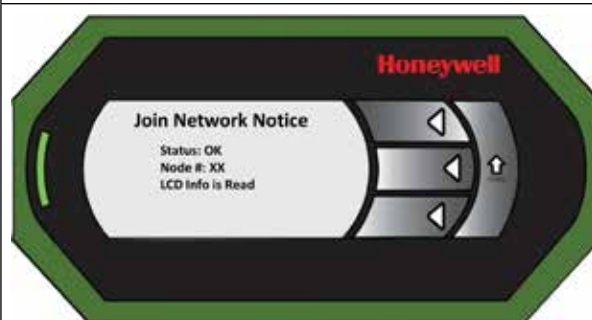 Honeywell
Join Network Notice
Status: OK
Node #: XX
LCD Info is Read